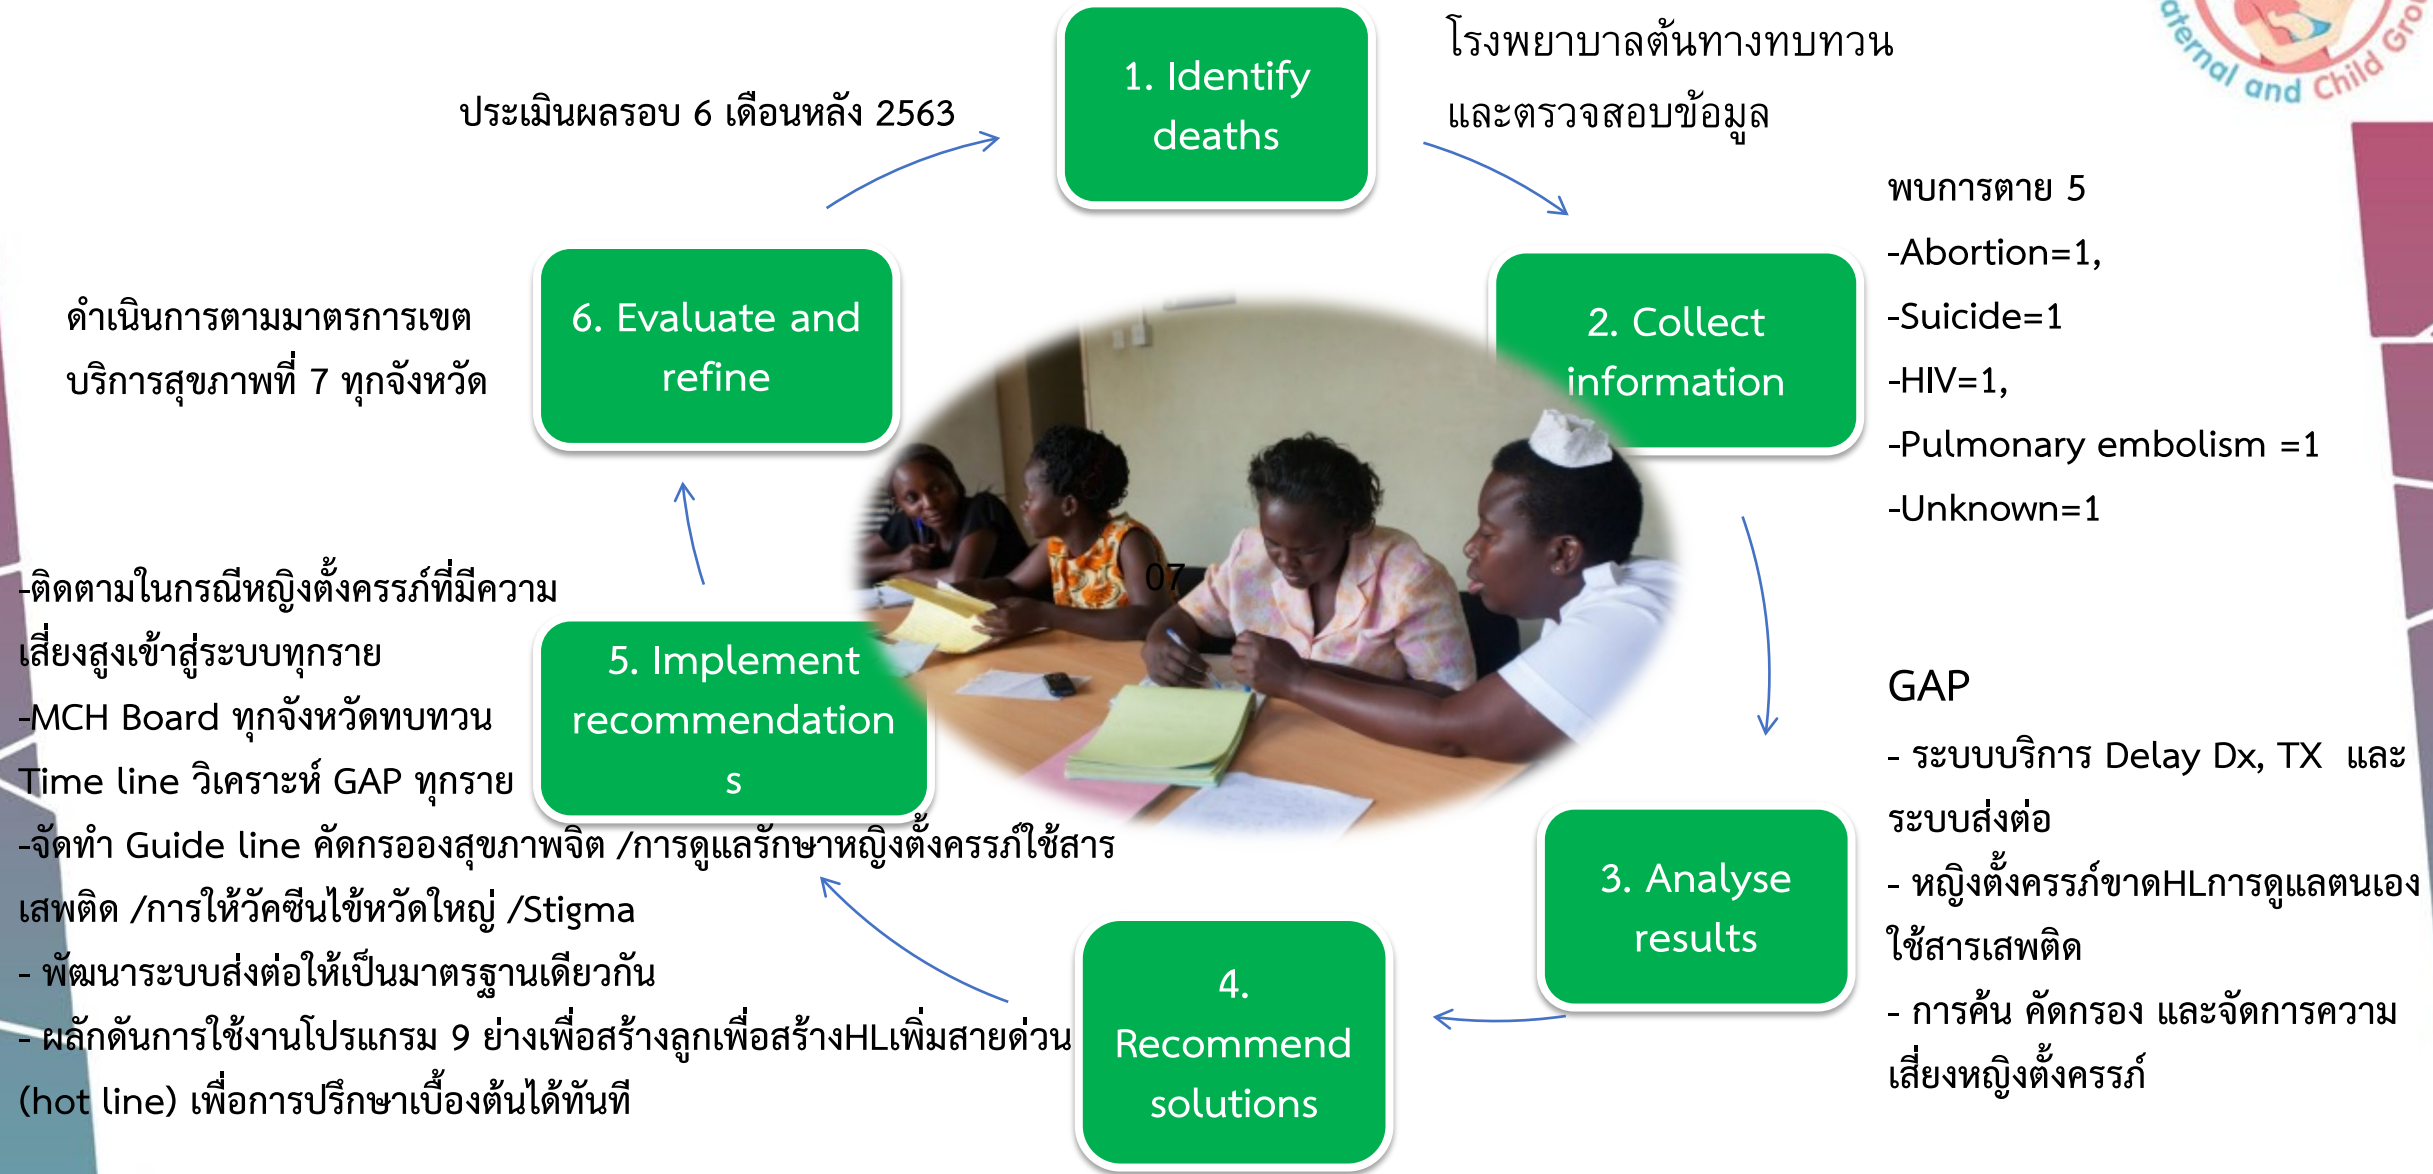 aternal and Child Gro
1. Identify
deaths
โรงพยาบาลต้นทางทบทวน
และตรวจสอบข้อมูล
ประเมินผลรอบ 6 เดือนหลัง 2563
2. Collect
information
พบการตาย 5
-Abortion=1,
-Suicide=1
-HIV=1,
-Pulmonary embolism =1
-Unknown=1
3. Analyse
results
GAP
- ระบบบริการ Delay Dx, TX และ
ระบบส่งต่อ
- หญิงตั้งครรภ์ขาดHLการดูแลตนเอง
ใช้สารเสพติด
- การค้น คัดกรอง และจัดการความ
เสี่ยงหญิงตั้งครรภ์
4.
Recommend
solutions
5. Implement
recommendation
s
-ติดตามในกรณีหญิงตั้งครรภ์ที่มีความ
เสี่ยงสูงเข้าสู่ระบบทุกราย
-MCH Board ทุกจังหวัดทบทวน
Time line วิเคราะห์ GAP ทุกราย
-จัดทำ Guide line คัดกรอองสุขภาพจิต /การดูแลรักษาหญิงตั้งครรภ์ใช้สาร
เสพติด /การให้วัคซีนไข้หวัดใหญ่ /Stigma
- พัฒนาระบบส่งต่อให้เป็นมาตรฐานเดียวกัน
- ผลักดันการใช้งานโปรแกรม 9 ย่างเพื่อสร้างลูกเพื่อสร้างHLเพิ่มสายด่วน
(hot line) เพื่อการปรึกษาเบื้องต้นได้ทันที
6. Evaluate and
refine
ดำเนินการตามมาตรการเขต
บริการสุขภาพที่ 7 ทุกจังหวัด
07